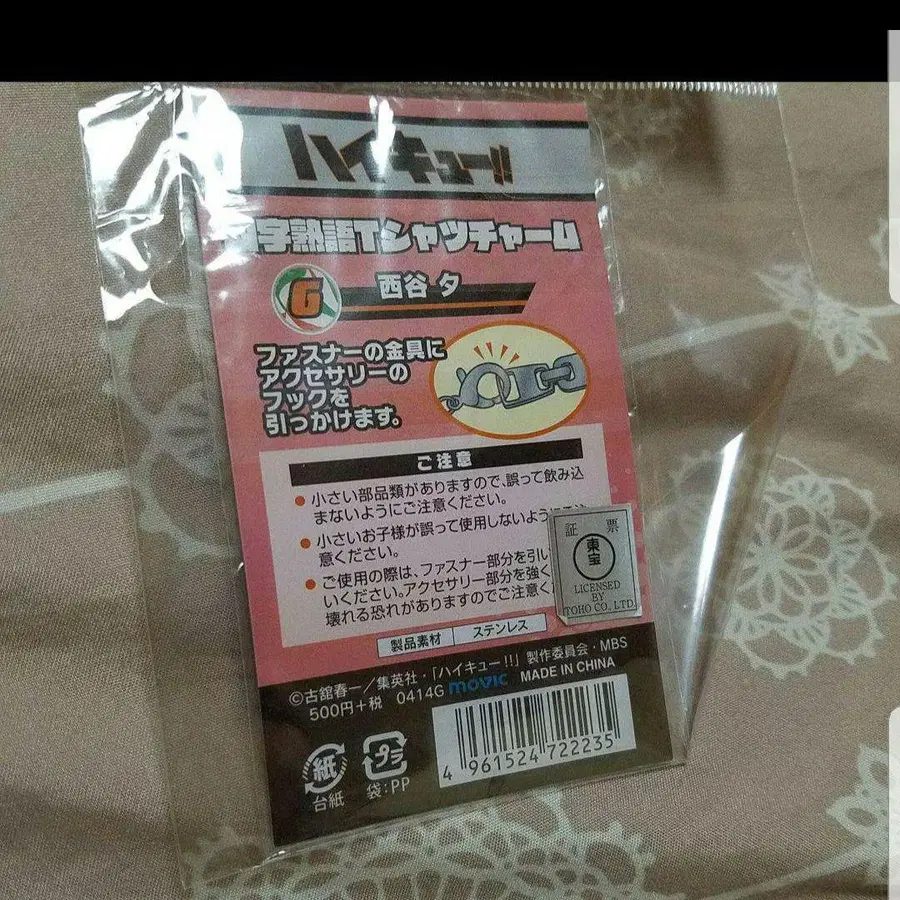 ハイキュー!!
字熟語Tシャツチャーム
G
西谷 夕
ファスナーの金具に
アクセサリーの
フックを
引っかけます。
ご注意
● 小さい部品類がありますので、誤って飲み込
まないようにご注意ください。
● 小さいお子様が誤って使用しないように
意ください。
● ご使用の際は、ファスナー部分を引い
いください。アクセサリー部分を強く
壊れる恐れがありますのでご注意く
証 票
東宝
LICENSED
BY
TOHO CO., LTD.
製品素材 ステンレス
©古舘春一/集英社・「ハイキュー!!」製作委員会・MBS
500円+税 0414G movic MADE IN CHINA
4 961524 722235
紙 プラ
台紙 袋:PP